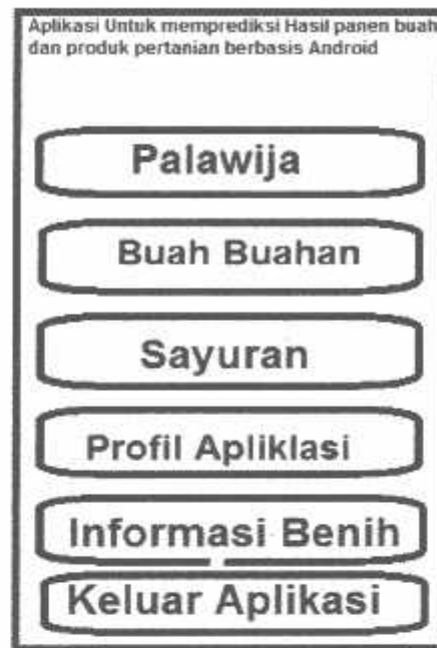 Aplikasi Untuk memprediksi Hasil panen buah
dan produk pertanian berbasis Android
Palawija
Buah Buahan
Sayuran
Profil Apliklasi
Informasi Benih
Keluar Aplikasi